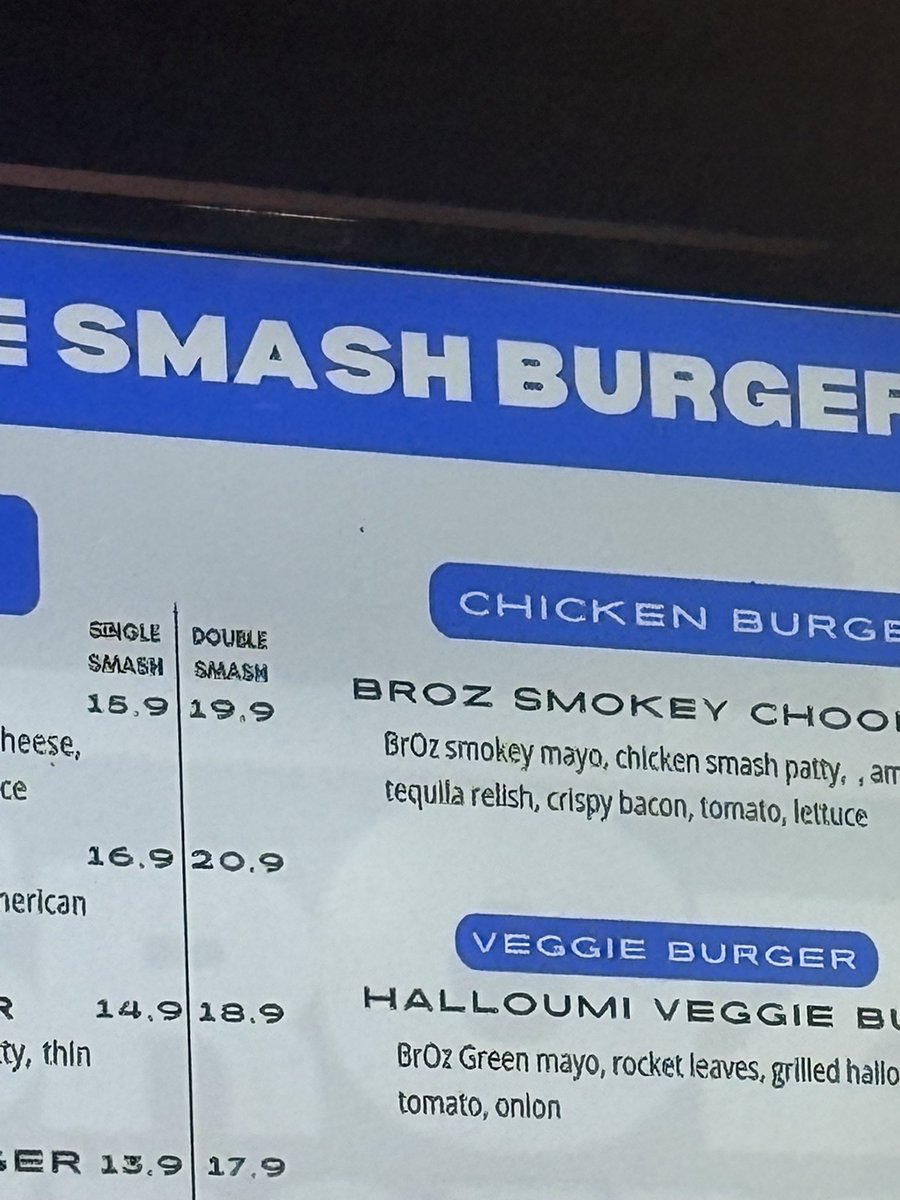 E SMASH BURGER
SINGLE SMASH
DOUBLE SMASH
15.9 19.9
heese,
ce
16.9 20.9
merican
R 14.9 18.9
ty, thin
GER 13.9 17.9
CHICKEN BURGE
BROZ SMOKEY CHOO
BrOz smokey mayo, chicken smash patty, , am
tequila relish, crispy bacon, tomato, lettuce
VEGGIE BURGER
HALLOUMI VEGGIE BU
BrOz Green mayo, rocket leaves, grilled hallo
tomato, onion